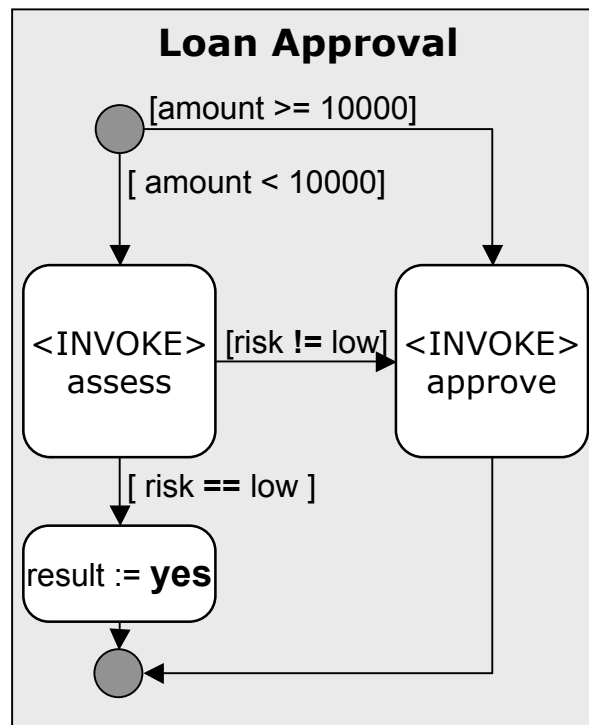 Loan Approval
[amount >= 10000]
[ amount < 10000]
<INVOKE>
assess
[risk != low]
<INVOKE>
approve
[ risk == low ]
result := yes